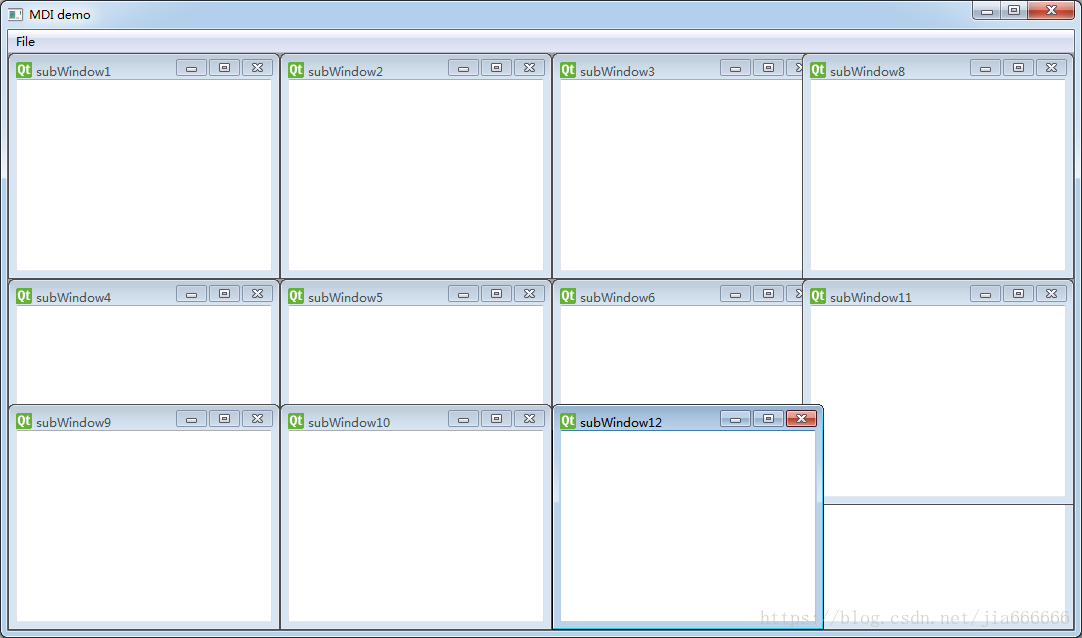 MDI demo
File
Qt subWindow1
Qt subWindow2
Qt subWindow3
Qt subWindow8
Qt subWindow4
Qt subWindow5
Qt subWindow6
Qt subWindow11
Qt subWindow9
Qt subWindow10
Qt subWindow12
https://blog.csdn.net/jia666666